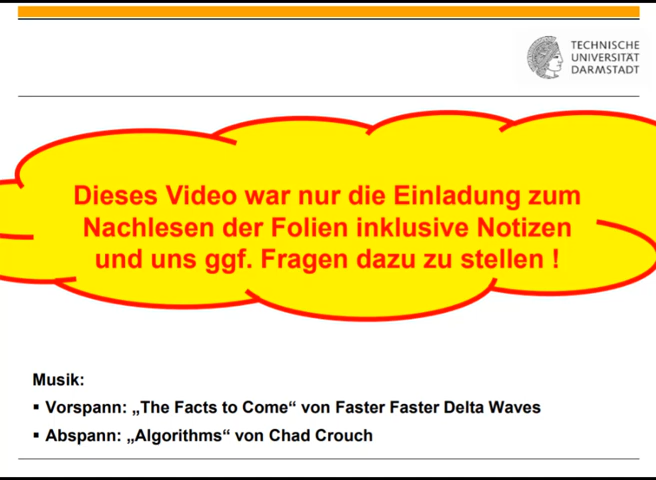 TECHNISCHE
UNIVERSITÄT
DARMSTADT
Dieses Video war nur die Einladung zum
Nachlesen der Folien inklusive Notizen
und uns ggf. Fragen dazu zu stellen !
Musik:
▪ Vorspann: „The Facts to Come“ von Faster Faster Delta Waves
▪ Abspann: „Algorithms“ von Chad Crouch